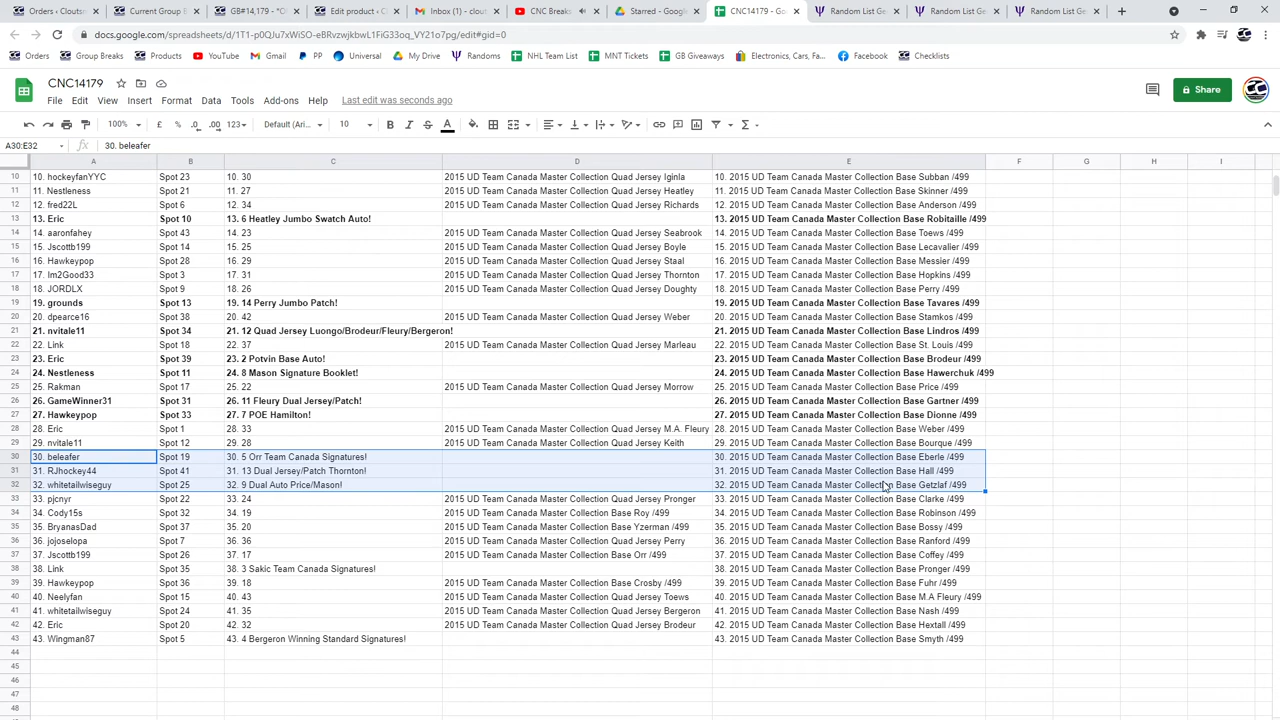 Orders ‹ Cloutsn
Current Group B
GB#14,179 - "O
Edit product ‹ Cl
Inbox (1) - clout
CNC Break
Starred - Google
CNC14179 - Go
Random List Ge
Random List Ge
Random List Ge
docs.google.com/spreadsheets/d/1T1-p0QJu7xWiSO-eBRvzwjkbwL1FiG33oq_VY21o7pg/edit#gid=0
Orders Group Breaks Products YouTube Gmail PP Universal My Drive Randoms NHL Team List MNT Tickets GB Giveaways Electronics, Cars, Fa... Facebook Checklists
CNC14179
File Edit View Insert Format Data Tools Add-ons Help Last edit was seconds ago
Share
100% £ % .0 .00 123 Default (Ari... 10
A30:E32 fx 30. beleafer
A B C D E F G H I
10 10. hockeyfanYYC Spot 23 10. 30 2015 UD Team Canada Master Collection Quad Jersey Iginla 10. 2015 UD Team Canada Master Collection Base Subban /499
11 11. Nestleness Spot 21 11. 27 2015 UD Team Canada Master Collection Quad Jersey Heatley 11. 2015 UD Team Canada Master Collection Base Skinner /499
12 12. fred22L Spot 6 12. 34 2015 UD Team Canada Master Collection Quad Jersey Richards 12. 2015 UD Team Canada Master Collection Base Anderson /499
13 13. Eric Spot 10 13. 6 Heatley Jumbo Swatch Auto! 13. 2015 UD Team Canada Master Collection Base Robitaille /499
14 14. aaronfahey Spot 43 14. 23 2015 UD Team Canada Master Collection Quad Jersey Seabrook 14. 2015 UD Team Canada Master Collection Base Toews /499
15 15. Jscottb199 Spot 14 15. 25 2015 UD Team Canada Master Collection Quad Jersey Boyle 15. 2015 UD Team Canada Master Collection Base Lecavalier /499
16 16. Hawkeypop Spot 28 16. 29 2015 UD Team Canada Master Collection Quad Jersey Staal 16. 2015 UD Team Canada Master Collection Base Messier /499
17 17. Im2Good33 Spot 3 17. 31 2015 UD Team Canada Master Collection Quad Jersey Thornton 17. 2015 UD Team Canada Master Collection Base Hopkins /499
18 18. JORDLX Spot 9 18. 26 2015 UD Team Canada Master Collection Quad Jersey Doughty 18. 2015 UD Team Canada Master Collection Base Perry /499
19 19. grounds Spot 13 19. 14 Perry Jumbo Patch! 19. 2015 UD Team Canada Master Collection Base Tavares /499
20 20. dpearce16 Spot 38 20. 42 2015 UD Team Canada Master Collection Quad Jersey Weber 20. 2015 UD Team Canada Master Collection Base Stamkos /499
21 21. nvitale11 Spot 34 21. 12 Quad Jersey Luongo/Brodeur/Fleury/Bergeron! 21. 2015 UD Team Canada Master Collection Base Lindros /499
22 22. Link Spot 18 22. 37 2015 UD Team Canada Master Collection Quad Jersey Marleau 22. 2015 UD Team Canada Master Collection Base St. Louis /499
23 23. Eric Spot 39 23. 2 Potvin Base Auto! 23. 2015 UD Team Canada Master Collection Base Brodeur /499
24 24. Nestleness Spot 11 24. 8 Mason Signature Booklet! 24. 2015 UD Team Canada Master Collection Base Hawerchuk /499
25 25. Rakman Spot 17 25. 22 2015 UD Team Canada Master Collection Quad Jersey Morrow 25. 2015 UD Team Canada Master Collection Base Price /499
26 26. GameWinner31 Spot 31 26. 11 Fleury Dual Jersey/Patch! 26. 2015 UD Team Canada Master Collection Base Gartner /499
27 27. Hawkeypop Spot 33 27. 7 POE Hamilton! 27. 2015 UD Team Canada Master Collection Base Dionne /499
28 28. Eric Spot 1 28. 33 2015 UD Team Canada Master Collection Quad Jersey M.A. Fleury 28. 2015 UD Team Canada Master Collection Base Weber /499
29 29. nvitale11 Spot 12 29. 28 2015 UD Team Canada Master Collection Quad Jersey Keith 29. 2015 UD Team Canada Master Collection Base Bourque /499
30 30. beleafer Spot 19 30. 5 Orr Team Canada Signatures! 30. 2015 UD Team Canada Master Collection Base Eberle /499
31 31. RJhockey44 Spot 41 31. 13 Dual Jersey/Patch Thornton! 31. 2015 UD Team Canada Master Collection Base Hall /499
32 32. whitetailwiseguy Spot 25 32. 9 Dual Auto Price/Mason! 32. 2015 UD Team Canada Master Collection Base Getzlaf /499
33 33. pjcnyr Spot 22 33. 24 2015 UD Team Canada Master Collection Quad Jersey Pronger 33. 2015 UD Team Canada Master Collection Base Clarke /499
34 34. Cody15s Spot 32 34. 19 2015 UD Team Canada Master Collection Base Roy /499 34. 2015 UD Team Canada Master Collection Base Robinson /499
35 35. BryanasDad Spot 37 35. 20 2015 UD Team Canada Master Collection Base Yzerman /499 35. 2015 UD Team Canada Master Collection Base Bossy /499
36 36. jojoselopa Spot 7 36. 36 2015 UD Team Canada Master Collection Quad Jersey Perry 36. 2015 UD Team Canada Master Collection Base Ranford /499
37 37. Jscottb199 Spot 26 37. 17 2015 UD Team Canada Master Collection Base Orr /499 37. 2015 UD Team Canada Master Collection Base Coffey /499
38 38. Link Spot 35 38. 3 Sakic Team Canada Signatures! 38. 2015 UD Team Canada Master Collection Base Pronger /499
39 39. Hawkeypop Spot 36 39. 18 2015 UD Team Canada Master Collection Base Crosby /499 39. 2015 UD Team Canada Master Collection Base Fuhr /499
40 40. Neelyfan Spot 15 40. 43 2015 UD Team Canada Master Collection Quad Jersey Toews 40. 2015 UD Team Canada Master Collection Base M.A Fleury /499
41 41. whitetailwiseguy Spot 24 41. 35 2015 UD Team Canada Master Collection Quad Jersey Bergeron 41. 2015 UD Team Canada Master Collection Base Nash /499
42 42. Eric Spot 20 42. 32 2015 UD Team Canada Master Collection Quad Jersey Brodeur 42. 2015 UD Team Canada Master Collection Base Hextall /499
43 43. Wingman87 Spot 5 43. 4 Bergeron Winning Standard Signatures! 43. 2015 UD Team Canada Master Collection Base Smyth /499
44
45
46
47
48